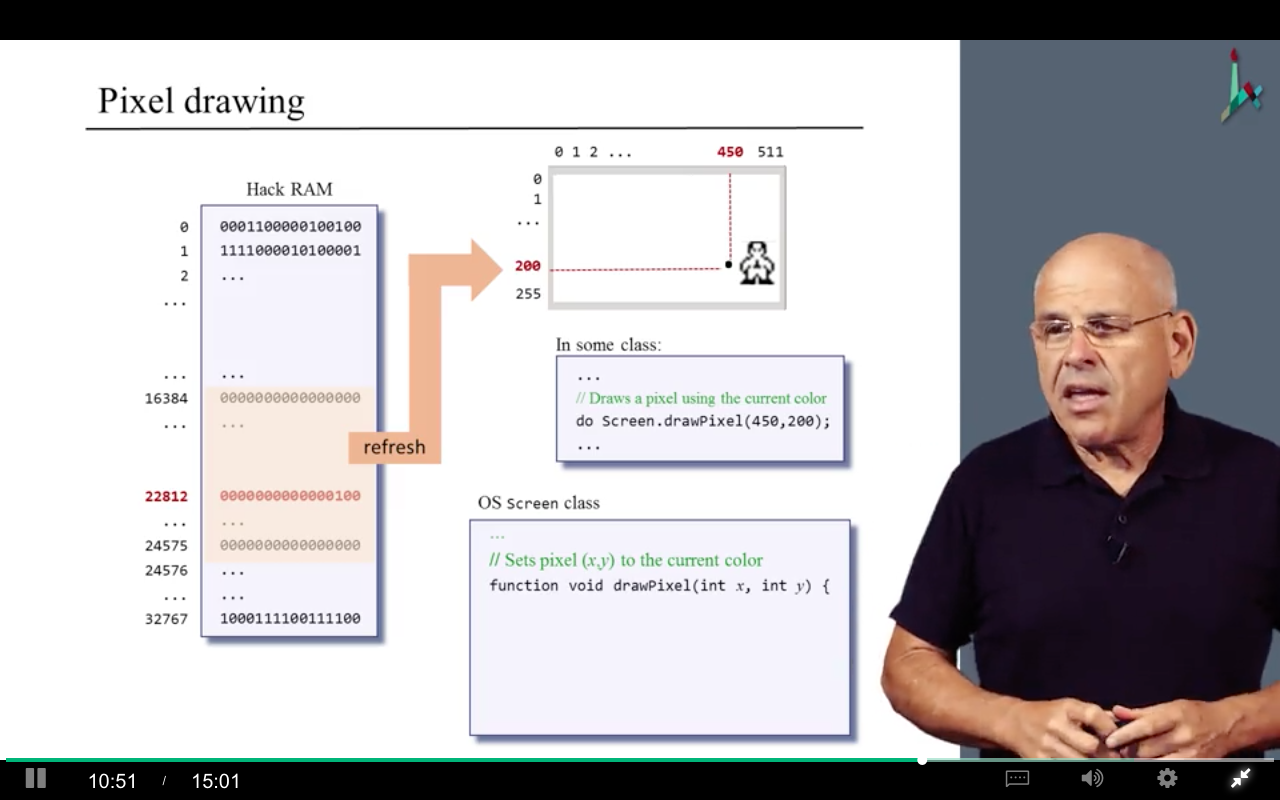 Pixel drawing
0 1 2 ... 450 511
Hack RAM
0 0001100000100100
1 1111000010100001
2 ...
...
... ...
16384 0000000000000000
... ...
22812 0000000000000100
... ...
24575 0000000000000000
24576 ...
... ...
32767 1000111100111100
refresh
0
1
...
200
255
In some class:
...
// Draws a pixel using the current color
do Screen.drawPixel(450,200);
...
OS Screen class
...
// Sets pixel (x,y) to the current color
function void drawPixel(int x, int y) {
10:51 / 15:01